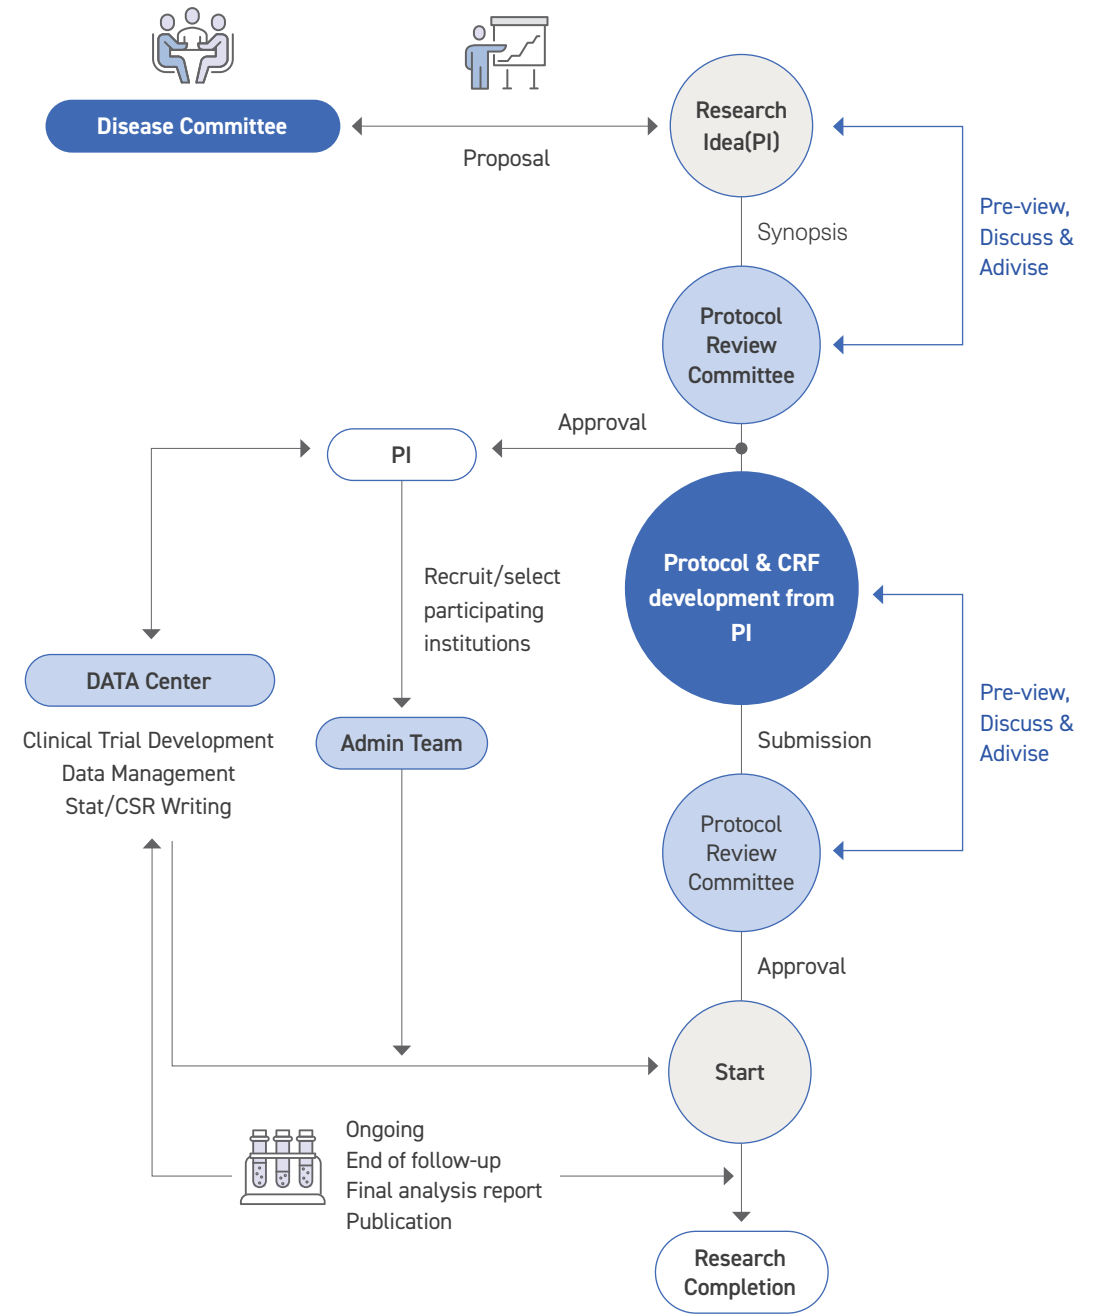 Disease Committee
Proposal
Research
Idea(PI)
Pre-view,
Discuss &
Adivise
Synopsis
Protocol
Review
Committee
Approval
PI
Protocol & CRF
development from
PI
Recruit/select
participating
institutions
DATA Center
Clinical Trial Development
Data Management
Stat/CSR Writing
Admin Team
Pre-view,
Discuss &
Adivise
Submission
Protocol
Review
Committee
Approval
Start
Ongoing
End of follow-up
Final analysis report
Publication
Research
Completion